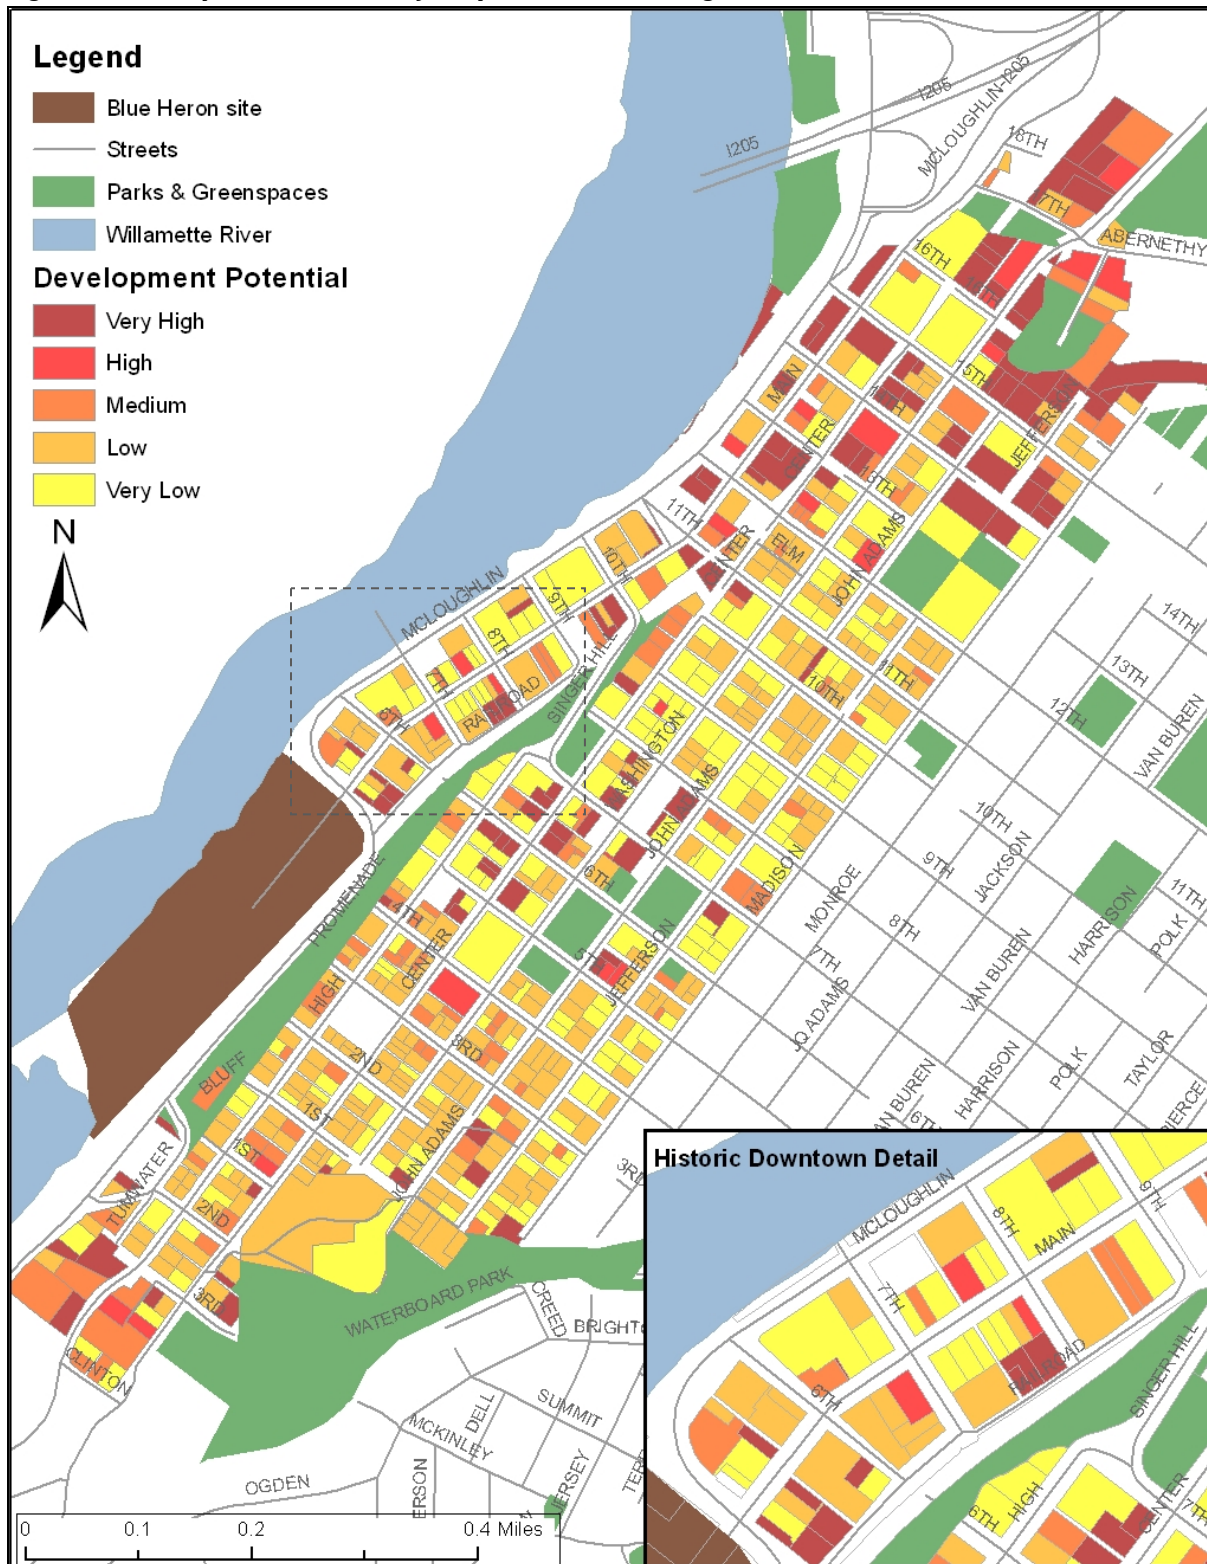 Legend
Blue Heron site
Streets
Parks & Greenspaces
Willamette River
Development Potential
Very High
High
Medium
Low
Very Low
N
I205
I205
MCLOUGHLIN-I205
18TH
17TH
ABERNETHY
16TH
16TH
15TH
MAIN
14TH
CENTER
JEFFERSON
13TH
11TH
CENTER
ELM
JOHN ADAMS
10TH
MCLOUGHLIN
9TH
8TH
7TH
RAILROAD
SINGER HILL
6TH
11TH
10TH
WASHINGTON
JOHN ADAMS
14TH
13TH
12TH
VAN BUREN
10TH
JACKSON
9TH
MADISON
MONROE
8TH
7TH
HARRISON
11TH
POLK
VAN BUREN
JQ ADAMS
6TH
PROMENADE
4TH
CENTER
5TH
JEFFERSON
HIGH
3RD
2ND
BLUFF
1ST
JOHN ADAMS
1ST
TUMWATER
2ND
3RD
CLINTON
WATERBOARD PARK
HARRISON
POLK
TAYLOR
PIERCE
6TH
3RD
CREED
SUMMIT
DELL
MCKINLEY
OGDEN
Historic Downtown Detail
MCLOUGHLIN
8TH
9TH
MAIN
7TH
6TH
RAILROAD
SINGER HILL
HIGH
6TH
CENTER
7TH
0 0.1 0.2 0.4 Miles